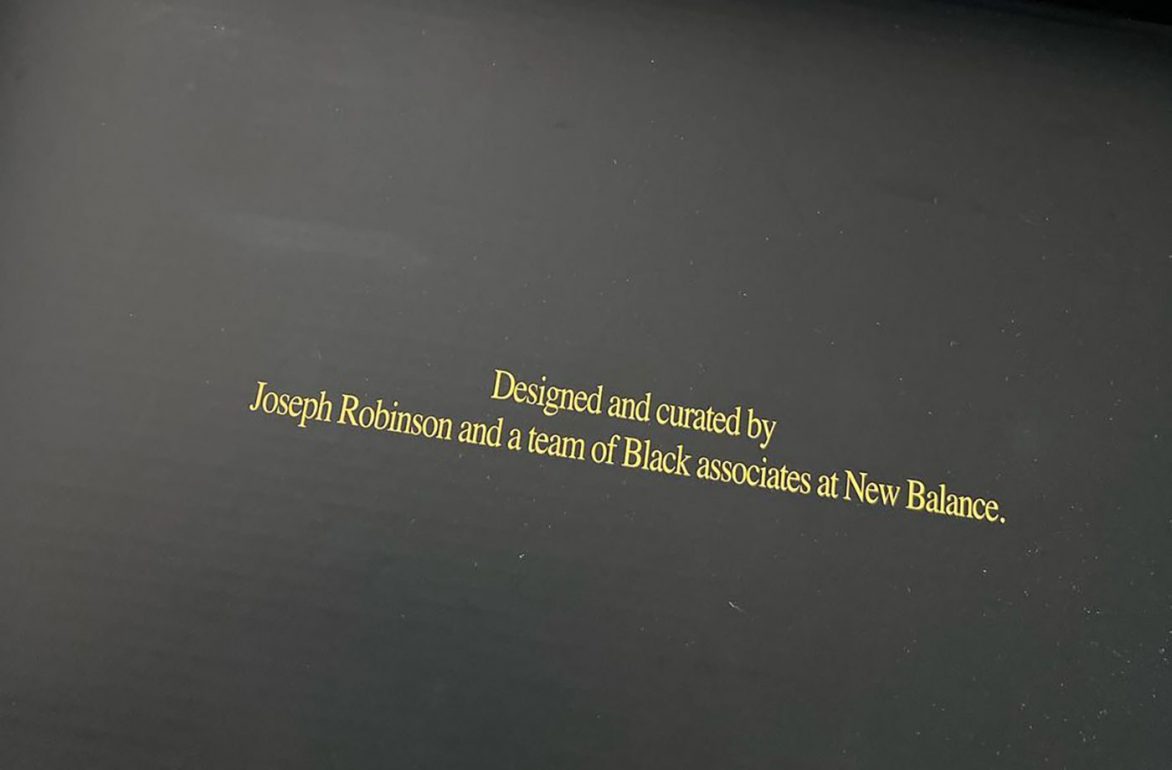 Designed and curated by
Joseph Robinson and a team of Black associates at New Balance.